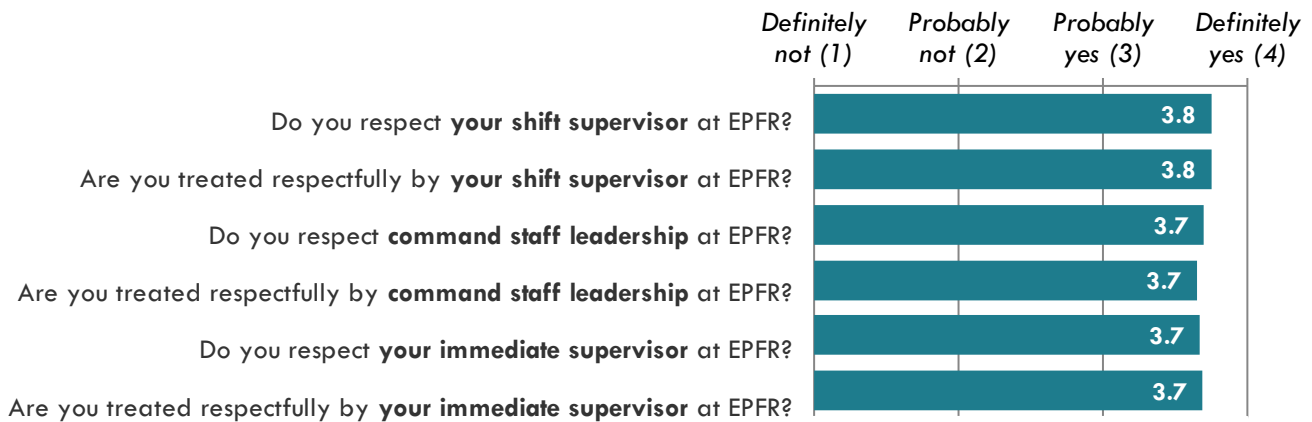 Definitely not (1)
Probably not (2)
Probably yes (3)
Definitely yes (4)
Do you respect your shift supervisor at EPFR? 3.8
Are you treated respectfully by your shift supervisor at EPFR? 3.8
Do you respect command staff leadership at EPFR? 3.7
Are you treated respectfully by command staff leadership at EPFR? 3.7
Do you respect your immediate supervisor at EPFR? 3.7
Are you treated respectfully by your immediate supervisor at EPFR? 3.7